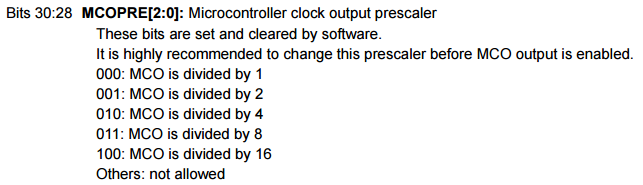 Bits 30:28 MCOPRE[2:0]: Microcontroller clock output prescaler
These bits are set and cleared by software.
It is highly recommended to change this prescaler before MCO output is enabled.
000: MCO is divided by 1
001: MCO is divided by 2
010: MCO is divided by 4
011: MCO is divided by 8
100: MCO is divided by 16
Others: not allowed